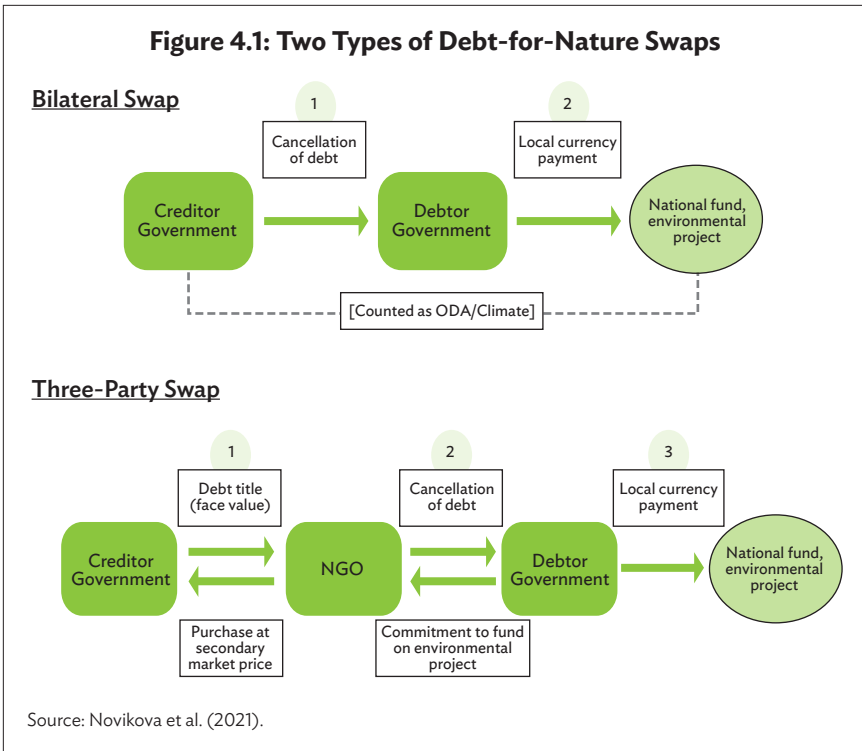 Figure 4.1: Two Types of Debt-for-Nature Swaps
Bilateral Swap
1
Cancellation
of debt
2
Local currency
payment
Creditor
Government
Debtor
Government
National fund,
environmental
project
[Counted as ODA/Climate]
Three-Party Swap
1
Debt title
(face value)
2
Cancellation
of debt
3
Local currency
payment
Creditor
Government
NGO
Debtor
Government
National fund,
environmental
project
Purchase at
secondary
market price
Commitment to fund
on environmental
project
Source: Novikova et al. (2021).